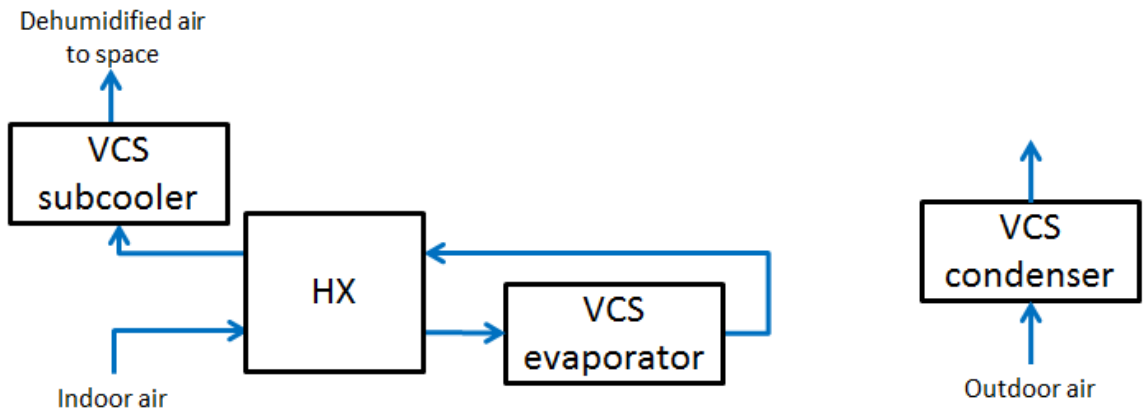 Dehumidified air
to space
VCS
subcooler
HX
VCS
evaporator
Indoor air
VCS
condenser
Outdoor air